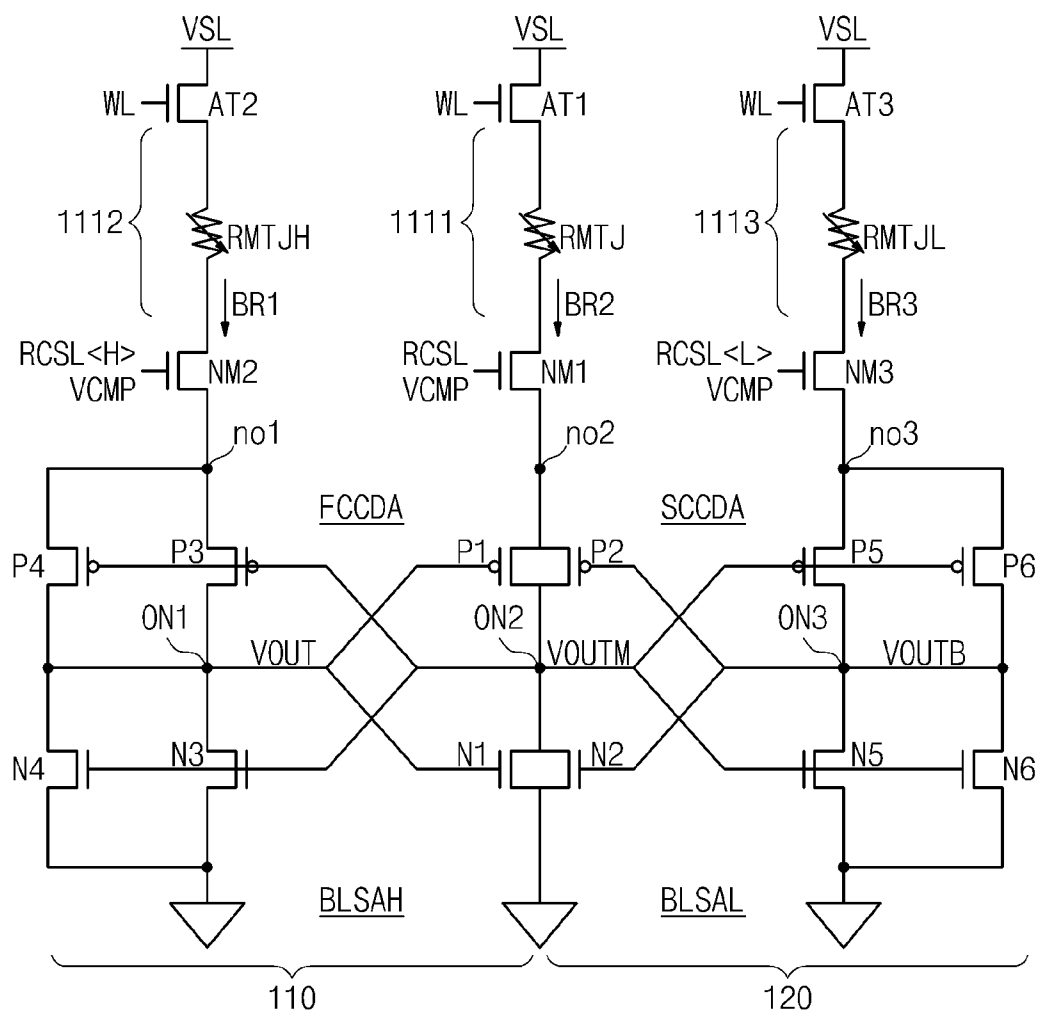 VSL VSL VSL
WL AT2 WL AT1 WL AT3
1112 1111 1113
RMTJH RMTJ RMTJL
BR1 BR2 BR3
RCSL<H> RCSL RCSL<L>
VCMP NM2 VCMP NM1 VCMP NM3
no1 no2 no3
FCCDA SCCDA
P4 P3 P1 P2 P5 P6
ON1 ON2 ON3
VOUT VOUTM VOUTB
N4 N3 N1 N2 N5 N6
BLSAH BLSAL
110 120